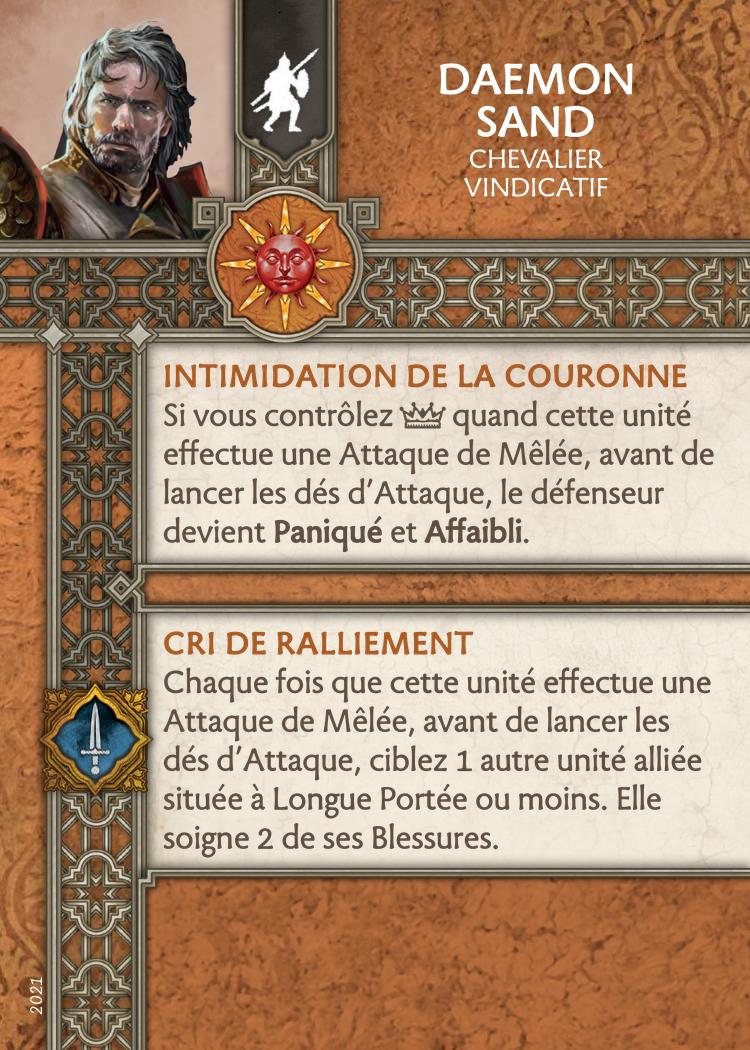 DAEMON
SAND
CHEVALIER
VINDICATIF
INTIMIDATION DE LA COURONNE
Si vous contrôlez quand cette unité
effectue une Attaque de Mêlée, avant de
lancer les dés d'Attaque, le défenseur
devient Paniqué et Affaibli.
CRI DE RALLIEMENT
Chaque fois que cette unité effectue une
Attaque de Mêlée, avant de lancer les
dés d'Attaque, ciblez 1 autre unité alliée
située à Longue Portée ou moins. Elle
soigne 2 de ses Blessures.
2021